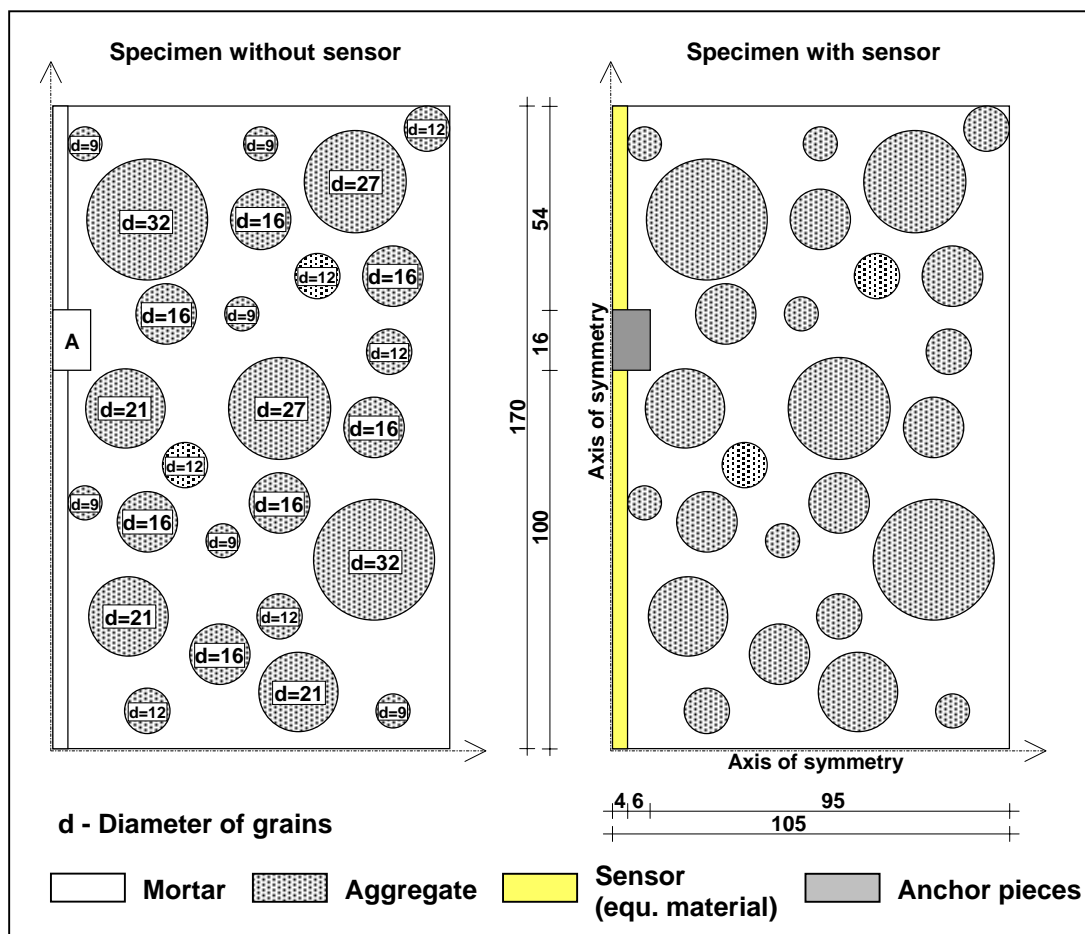 Specimen without sensor
Specimen with sensor
d=12
d=9
d=9
d=27
d=32
d=16
d=12
d=16
d=16
d=9
A
d=12
d=21
d=27
d=16
d=12
d=9
d=16
d=16
d=9
d=32
d=21
d=12
d=16
d=21
d=12
d=9
54
16
170
100
Axis of symmetry
Axis of symmetry
4 6 95
105
d - Diameter of grains
Mortar
Aggregate
Sensor
(equ. material)
Anchor pieces